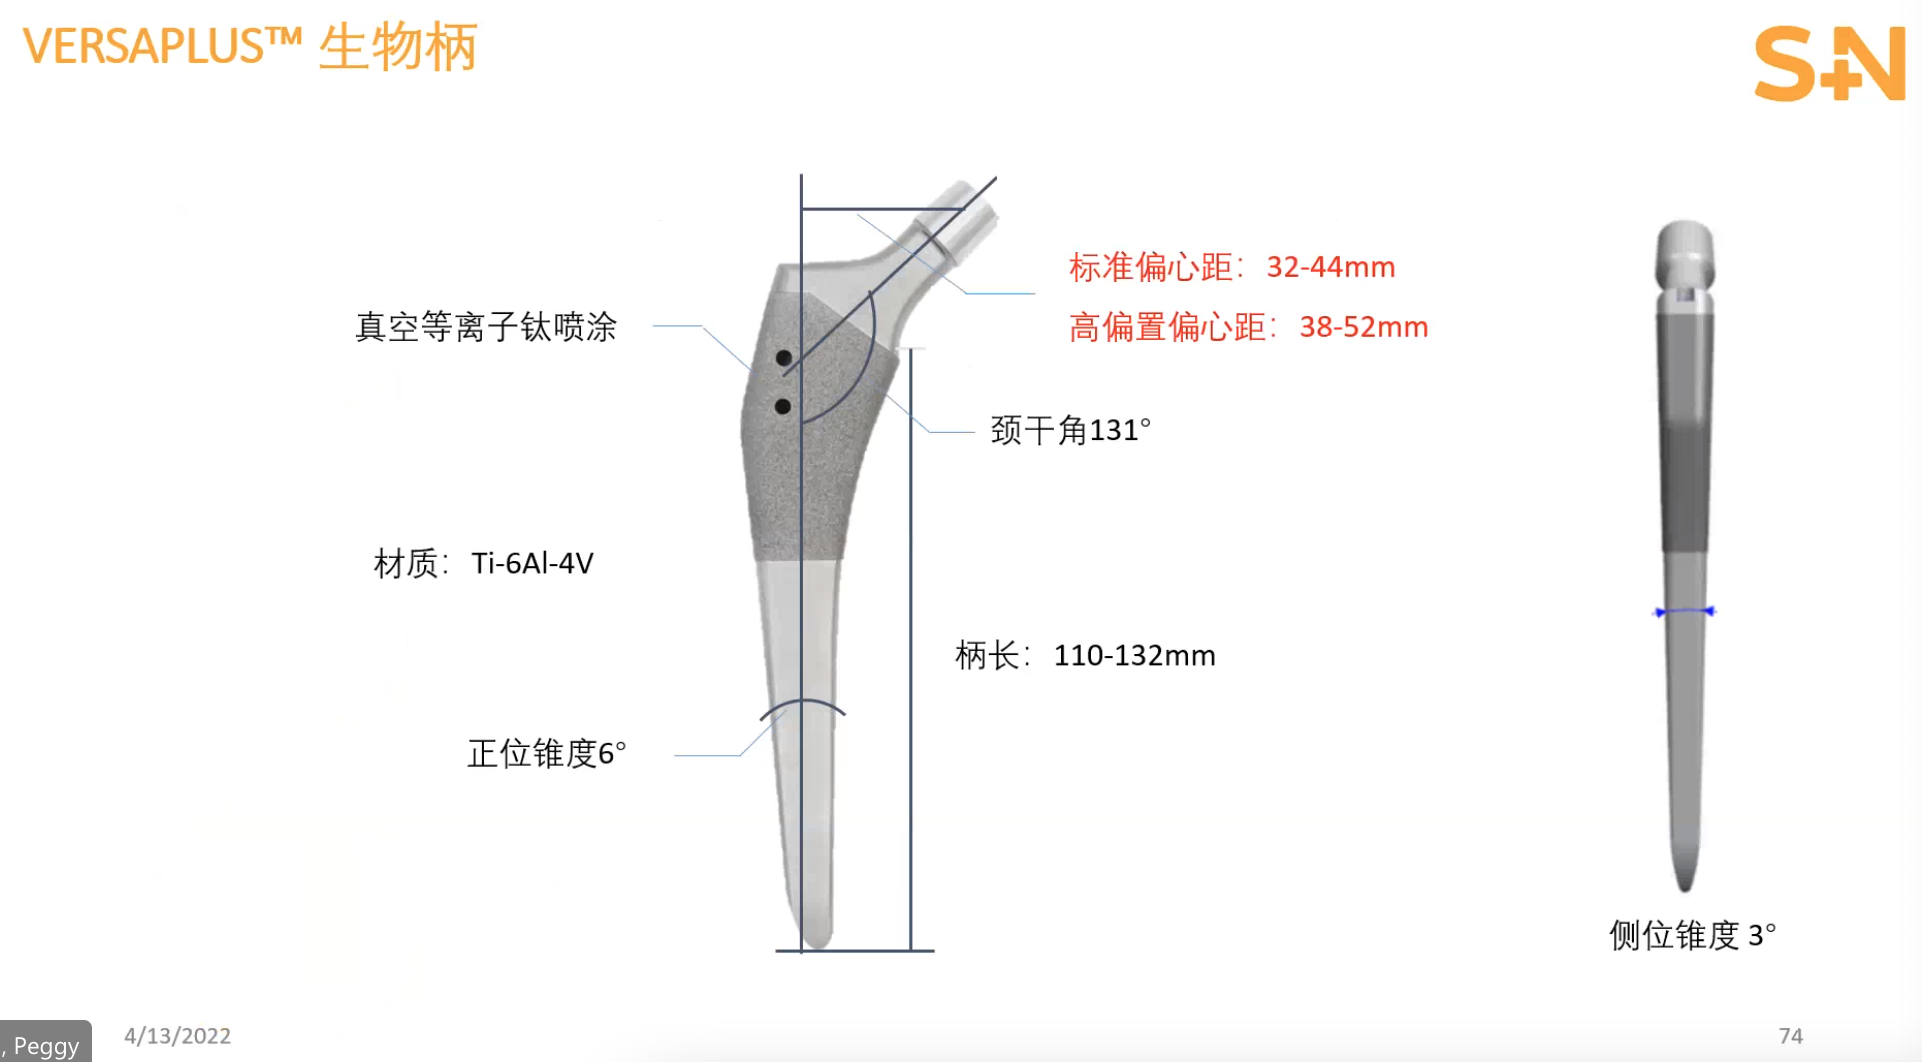 VERSAPLUS™ 生物柄
S+N
标准偏心距：32-44mm
高偏置偏心距：38-52mm
真空等离子钛喷涂
颈干角131°
材质：Ti-6Al-4V
柄长：110-132mm
正位锥度6°
侧位锥度 3°
4/13/2022
74
, Peggy